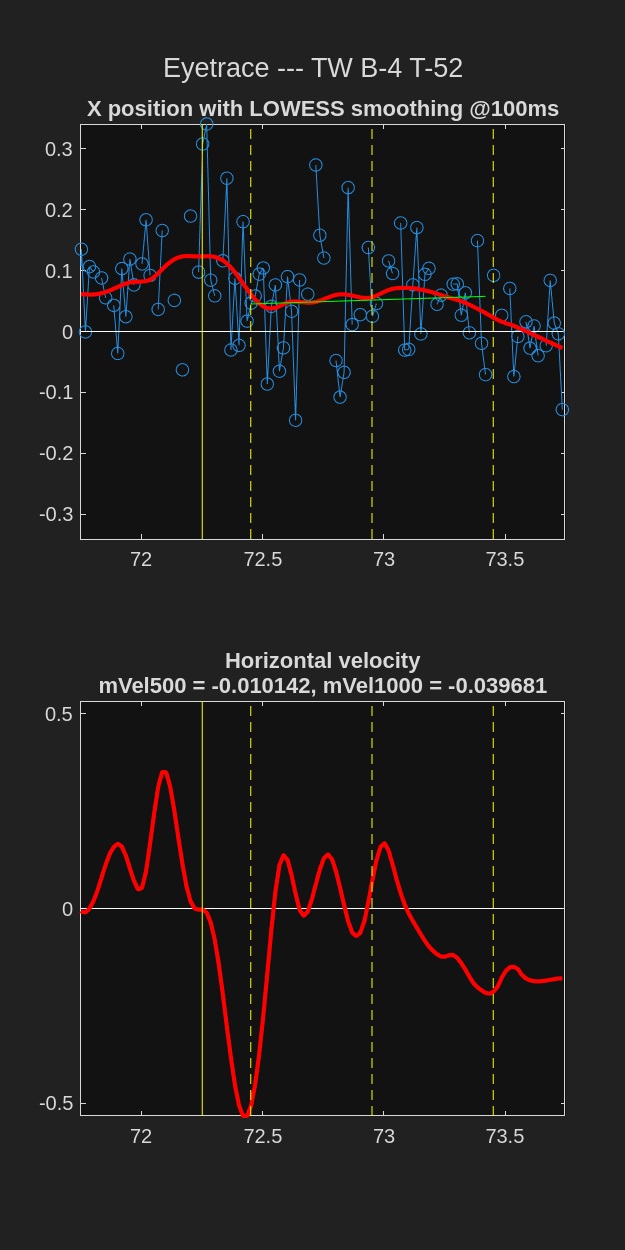 Eyetrace --- TW B-4 T-52
X position with LOWESS smoothing @100ms
0.3
0.2
0.1
0
-0.1
-0.2
-0.3
72 72.5 73 73.5
Horizontal velocity
mVel500 = -0.010142, mVel1000 = -0.039681
0.5
0
-0.5
72 72.5 73 73.5